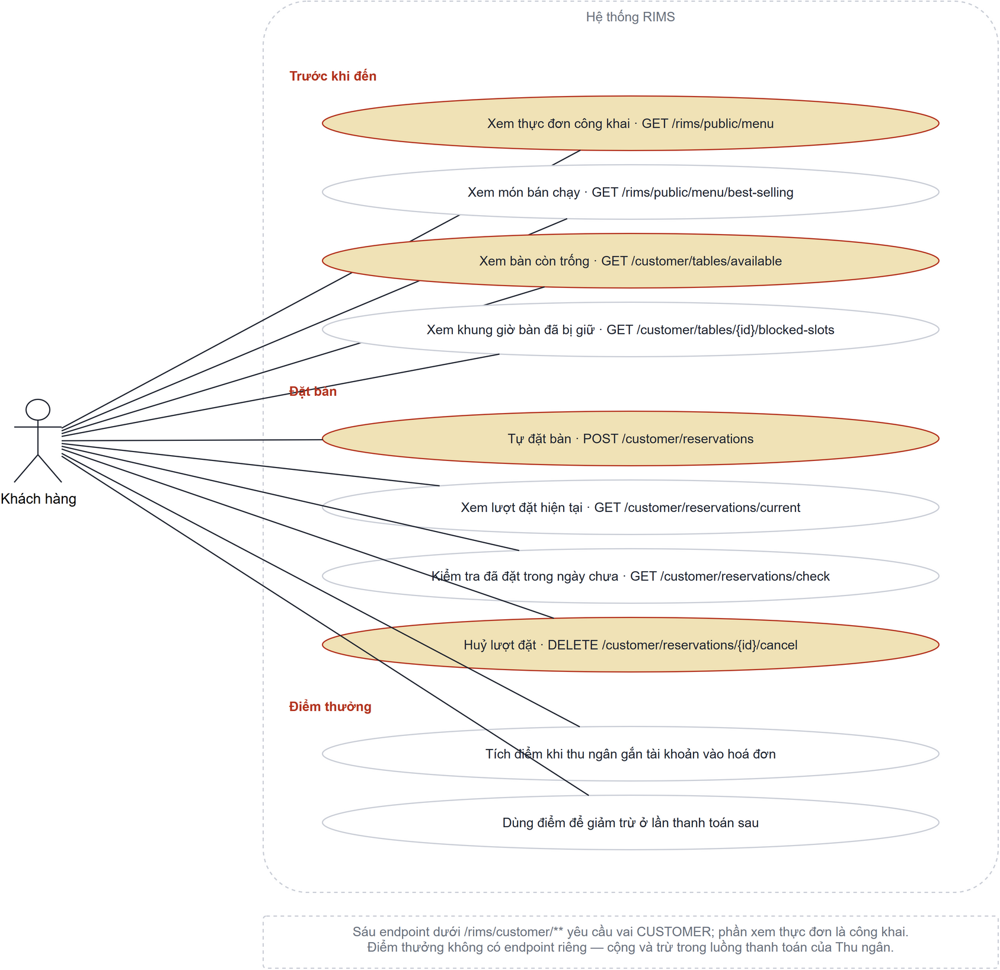 Hệ thống RIMS
Trước khi đến
Xem thực đơn công khai · GET /rims/public/menu
Xem món bán chạy · GET /rims/public/menu/best-selling
Xem bàn còn trống · GET /customer/tables/available
Xem khung giờ bàn đã bị giữ · GET /customer/tables/{id}/blocked-slots
Đặt bàn
Tự đặt bàn · POST /customer/reservations
Khách hàng
Xem lượt đặt hiện tại · GET /customer/reservations/current
Kiểm tra đã đặt trong ngày chưa · GET /customer/reservations/check
Huỷ lượt đặt · DELETE /customer/reservations/{id}/cancel
Điểm thưởng
Tích điểm khi thu ngân gắn tài khoản vào hoá đơn
Dùng điểm để giảm trừ ở lần thanh toán sau
Sáu endpoint dưới /rims/customer/** yêu cầu vai CUSTOMER; phần xem thực đơn là công khai.
Điểm thưởng không có endpoint riêng — cộng và trừ trong luồng thanh toán của Thu ngân.